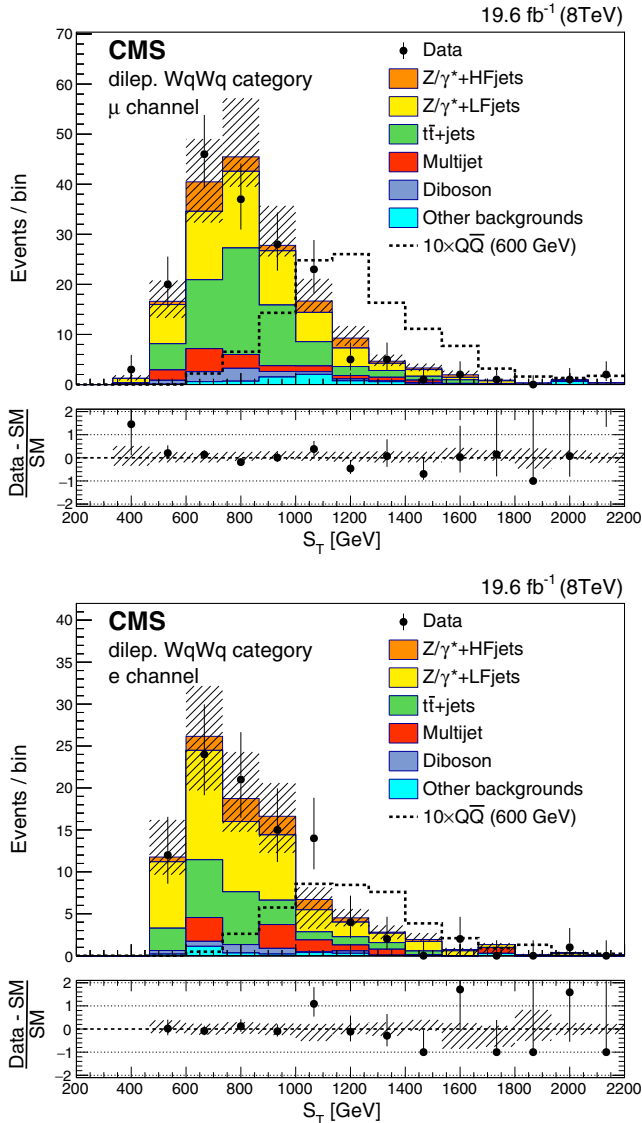 19.6 fb⁻¹ (8TeV)
70
60
50
40
30
20
10
0
Events / bin
CMS
dilep. WqWq category
μ channel
Data
Z/γ*+HFjets
Z/γ*+LFjets
tt̄+jets
Multijet
Diboson
Other backgrounds
10×QQ̅ (600 GeV)
2
1
0
−1
−2
Data - SM
SM
200 400 600 800 1000 1200 1400 1600 1800 2000 2200
S_T [GeV]
19.6 fb⁻¹ (8TeV)
40
35
30
25
20
15
10
5
0
Events / bin
CMS
dilep. WqWq category
e channel
Data
Z/γ*+HFjets
Z/γ*+LFjets
tt̄+jets
Multijet
Diboson
Other backgrounds
10×QQ̅ (600 GeV)
2
1
0
−1
−2
Data - SM
SM
200 400 600 800 1000 1200 1400 1600 1800 2000 2200
S_T [GeV]